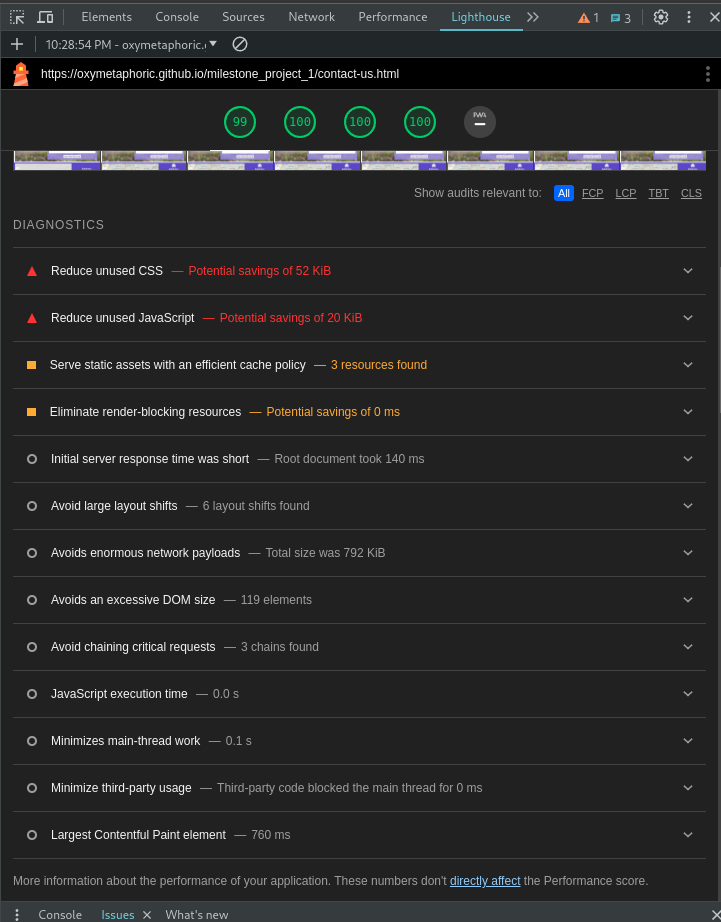 Elements Console Sources Network Performance Lighthouse 1 3
10:28:54 PM - oxymetaphoric.
https://oxymetaphoric.github.io/milestone_project_1/contact-us.html
99 100 100 100 PWA
Show audits relevant to: All FCP LCP TBT CLS
DIAGNOSTICS
Reduce unused CSS — Potential savings of 52 KiB
Reduce unused JavaScript — Potential savings of 20 KiB
Serve static assets with an efficient cache policy — 3 resources found
Eliminate render-blocking resources — Potential savings of 0 ms
Initial server response time was short — Root document took 140 ms
Avoid large layout shifts — 6 layout shifts found
Avoids enormous network payloads — Total size was 792 KiB
Avoids an excessive DOM size — 119 elements
Avoid chaining critical requests — 3 chains found
JavaScript execution time — 0.0 s
Minimizes main-thread work — 0.1 s
Minimize third-party usage — Third-party code blocked the main thread for 0 ms
Largest Contentful Paint element — 760 ms
More information about the performance of your application. These numbers don't directly affect the Performance score.
Console Issues What's new